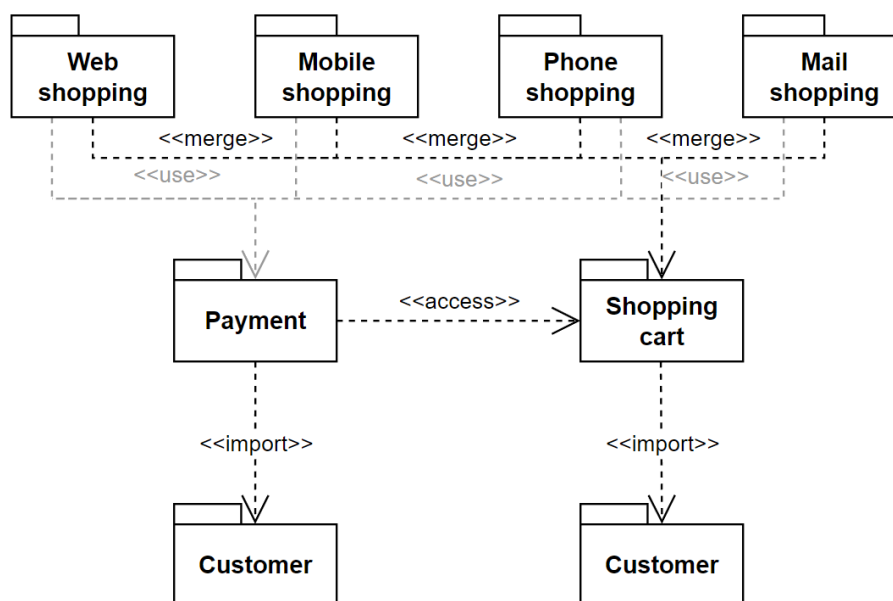 Web
shopping
Mobile
shopping
Phone
shopping
Mail
shopping
<<merge>>
<<merge>>
<<merge>>
<<use>>
<<use>>
<<use>>
Payment
<<access>>
Shopping
cart
<<import>>
<<import>>
Customer
Customer